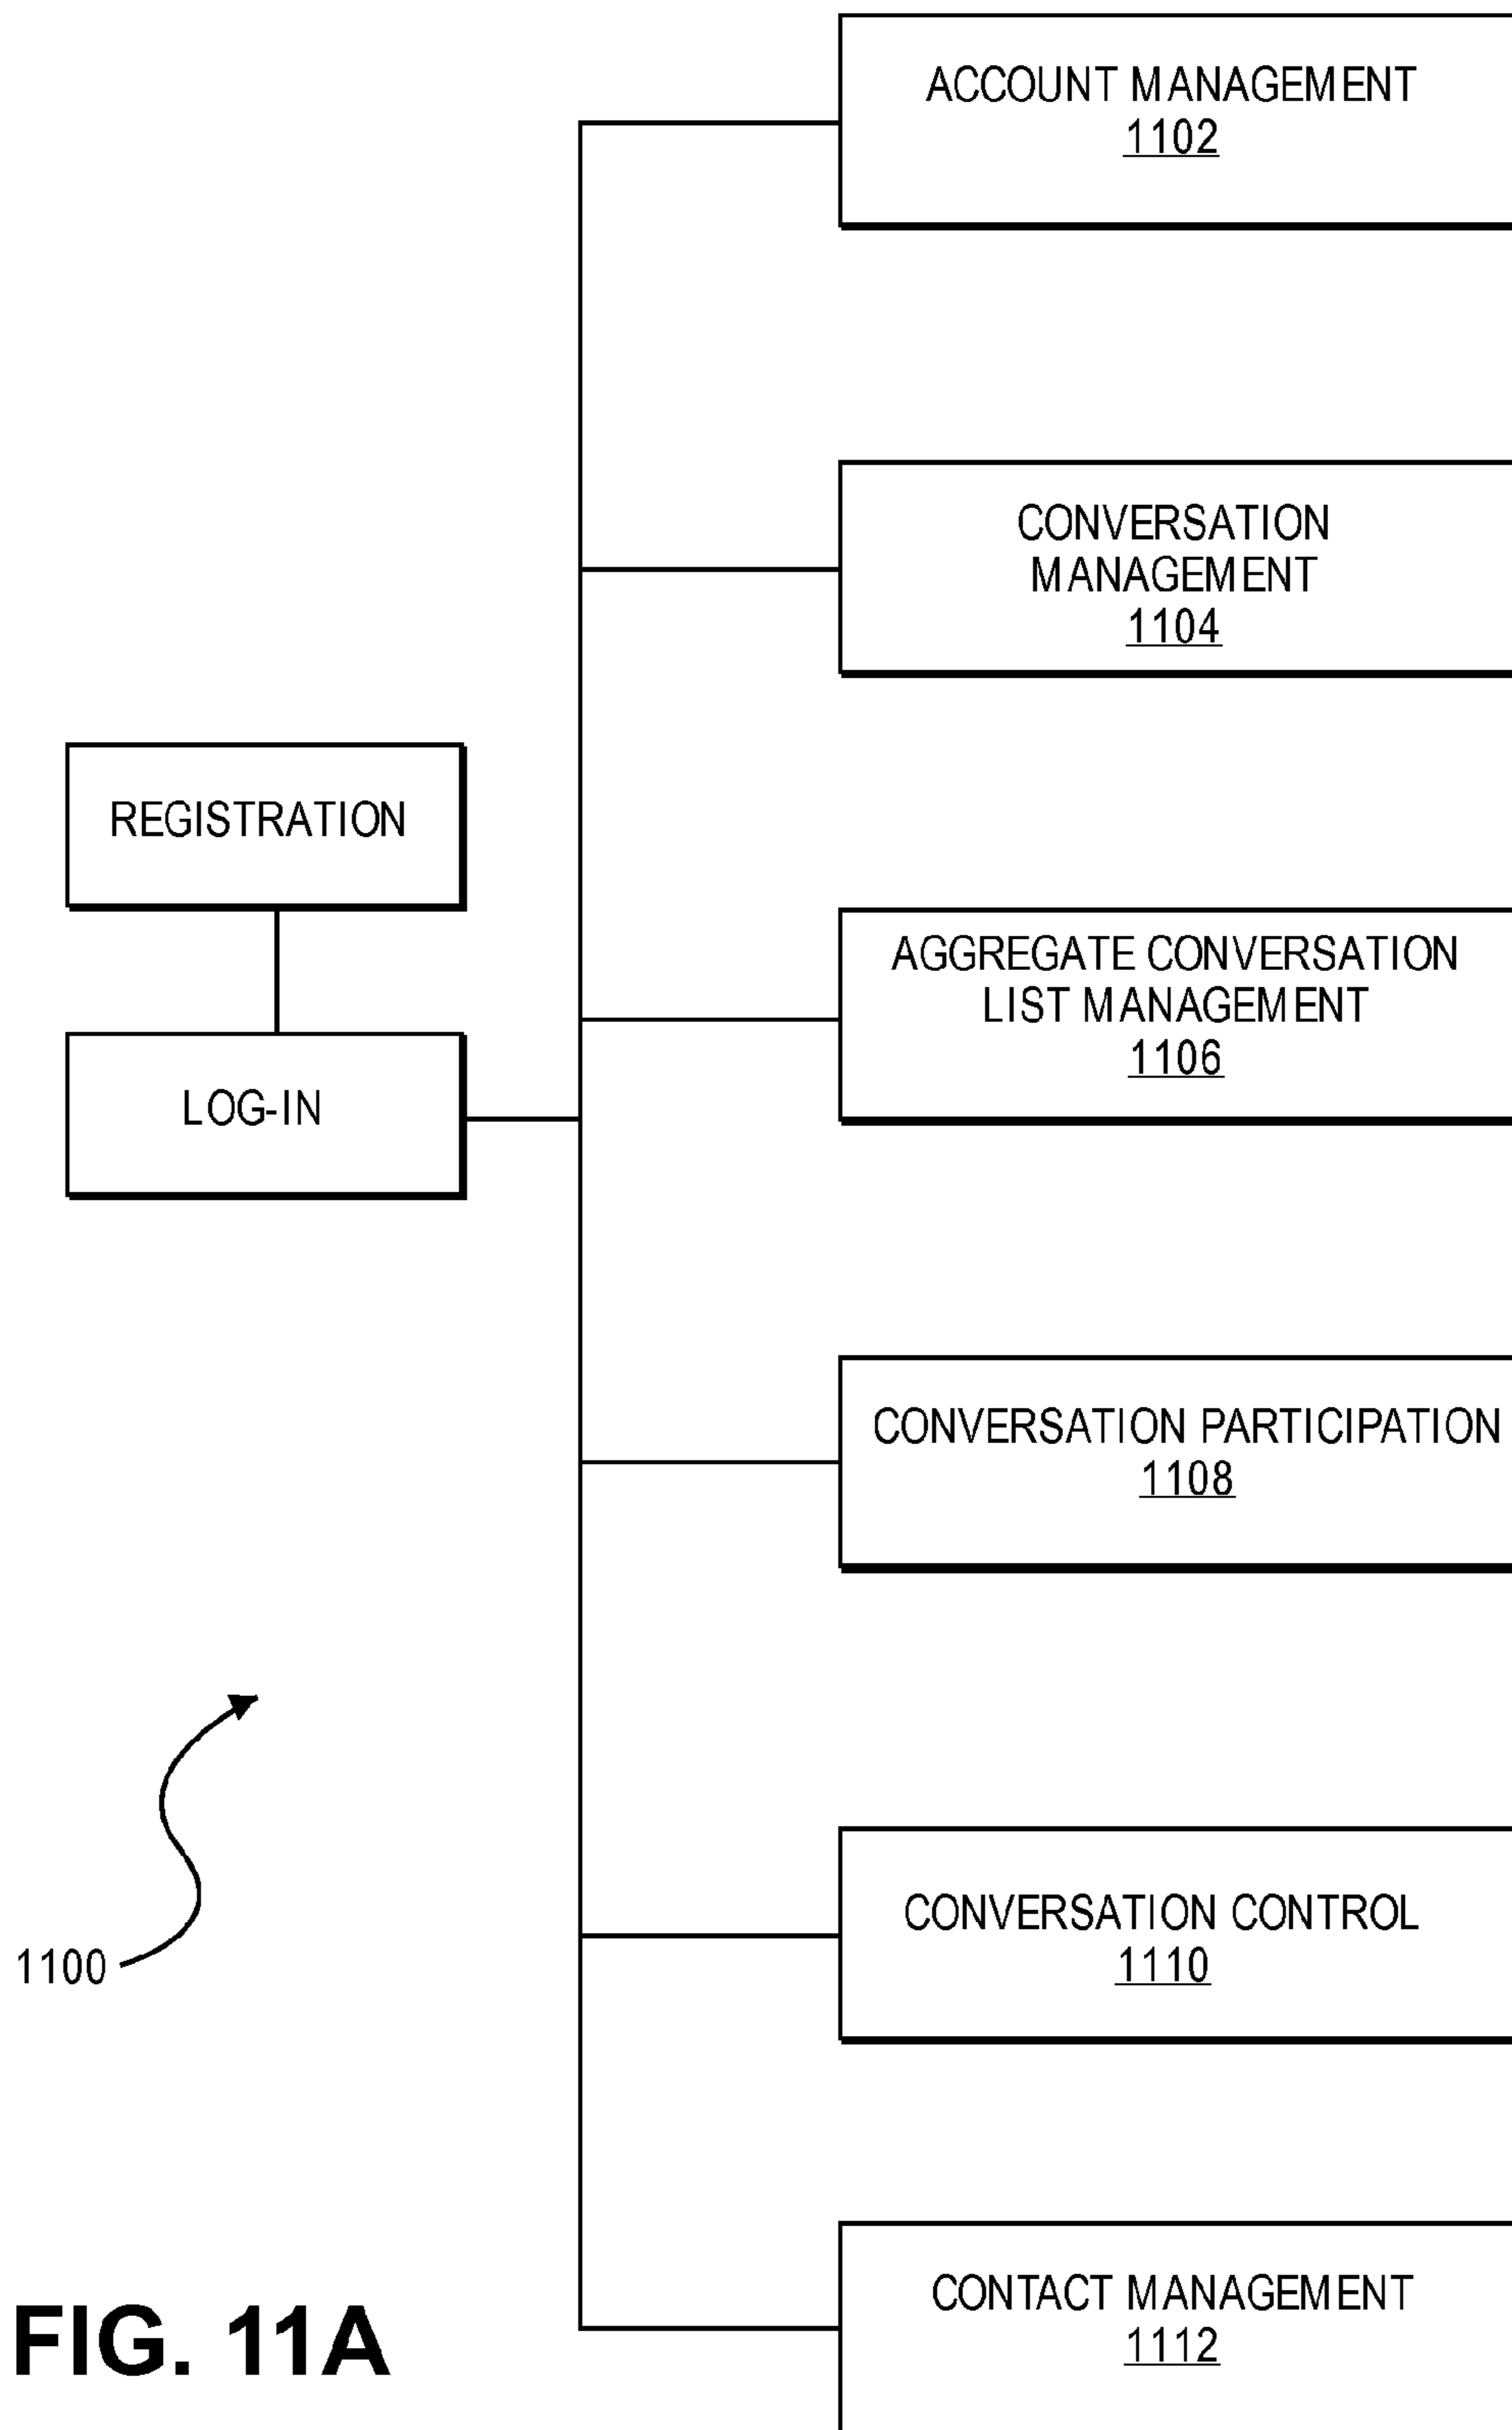 ACCOUNT MANAGEMENT
1102
CONVERSATION
MANAGEMENT
1104
REGISTRATION
AGGREGATE CONVERSATION
LIST MANAGEMENT
1106
LOG-IN
CONVERSATION PARTICIPATION
1108
CONVERSATION CONTROL
1110
1100
CONTACT MANAGEMENT
1112
FIG. 11A